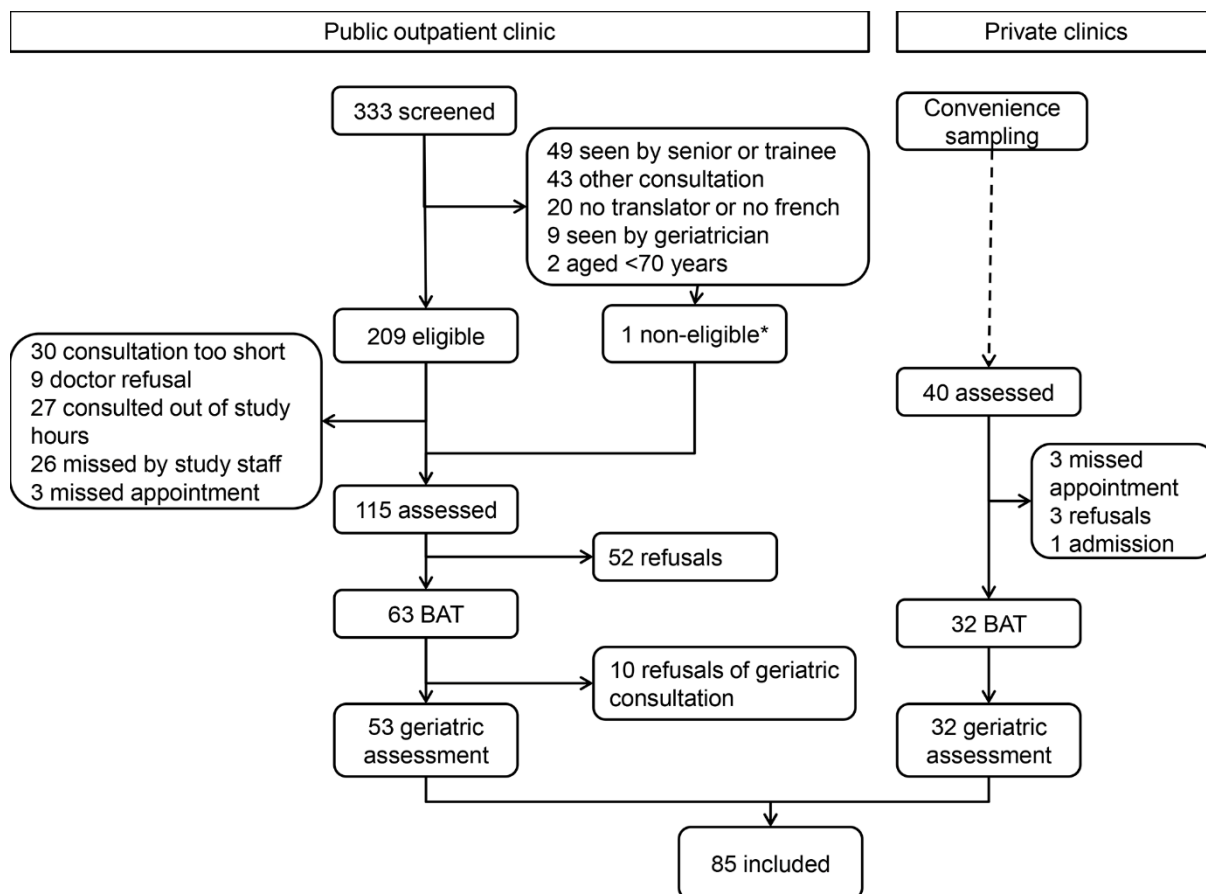 Public outpatient clinic
Private clinics
333 screened
Convenience
sampling
49 seen by senior or trainee
43 other consultation
20 no translator or no french
9 seen by geriatrician
2 aged <70 years
209 eligible
1 non-eligible*
30 consultation too short
9 doctor refusal
27 consulted out of study
hours
26 missed by study staff
3 missed appointment
40 assessed
3 missed
appointment
3 refusals
1 admission
115 assessed
52 refusals
63 BAT
32 BAT
10 refusals of geriatric
consultation
53 geriatric
assessment
32 geriatric
assessment
85 included